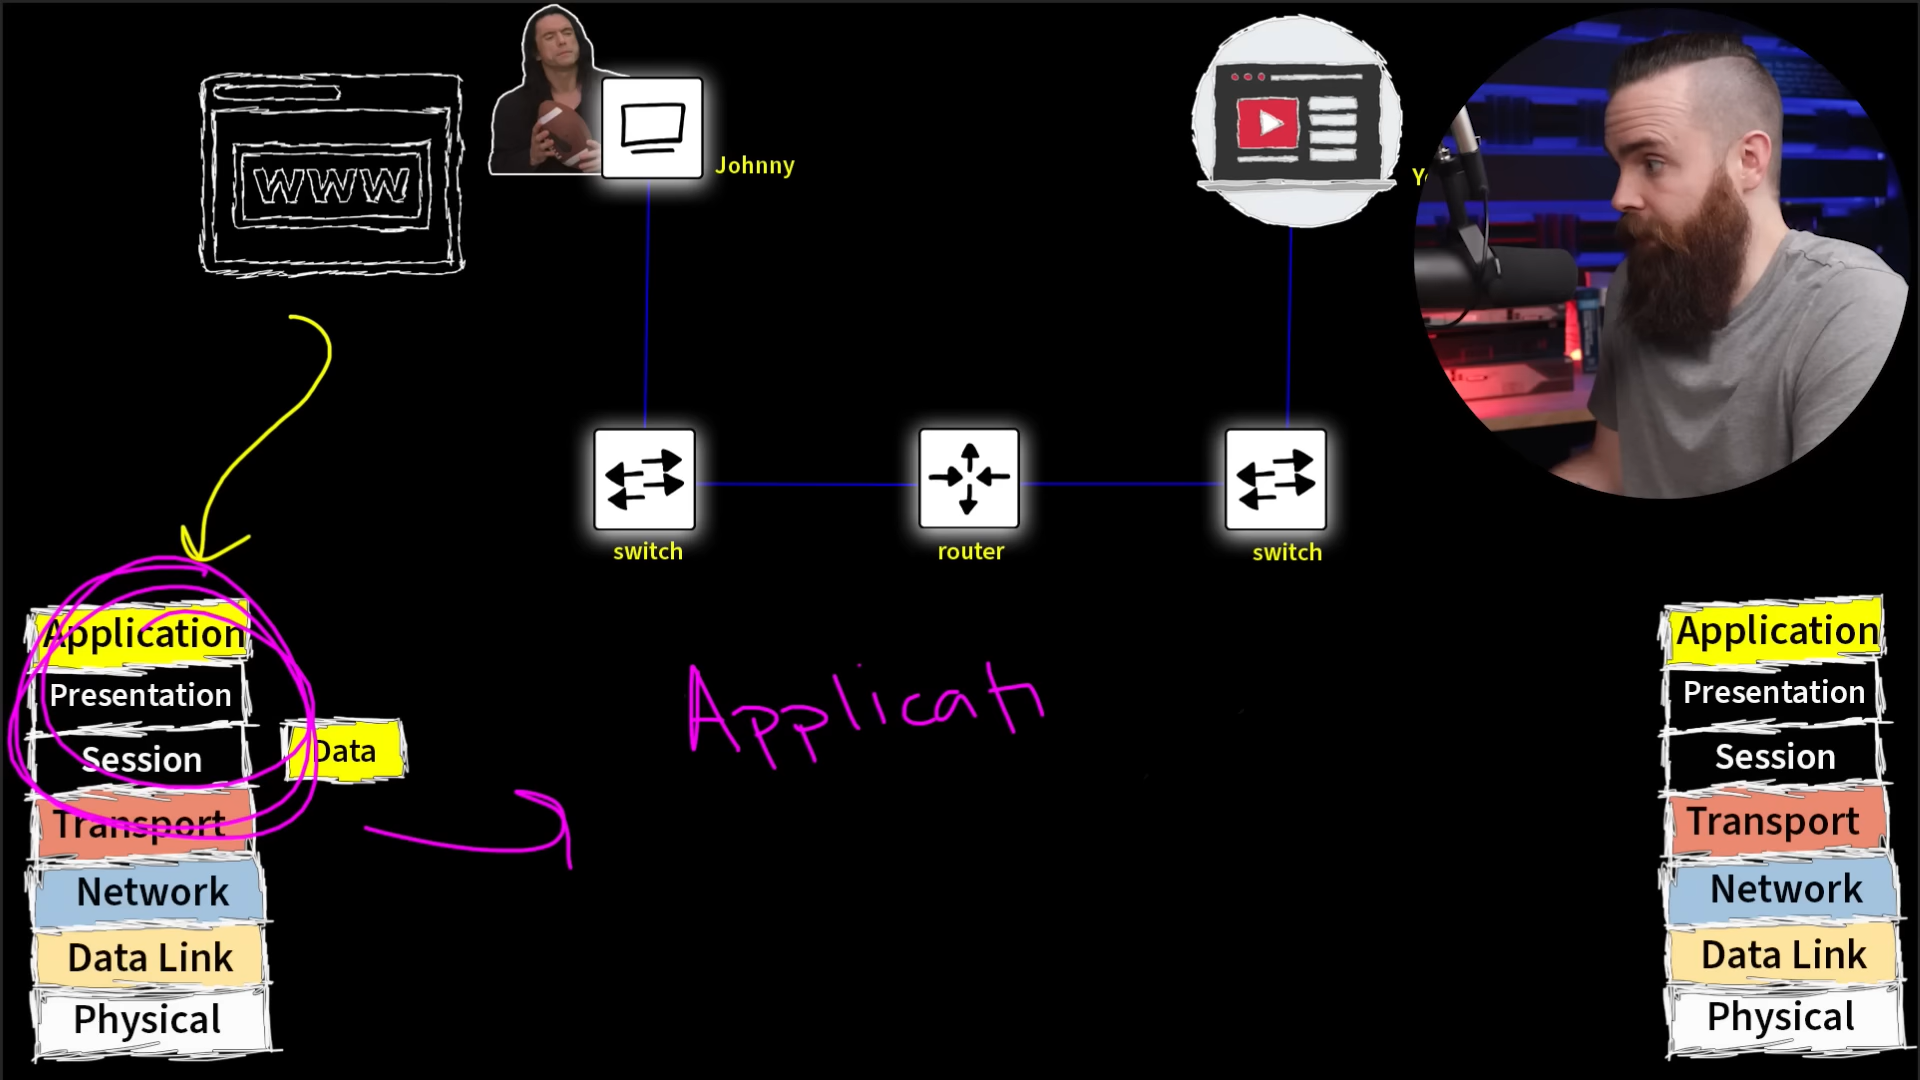 WWW
Johnny
switch
router
switch
Application
Presentation
Session
Transport
Network
Data Link
Physical
Data
Applicati
Application
Presentation
Session
Transport
Network
Data Link
Physical